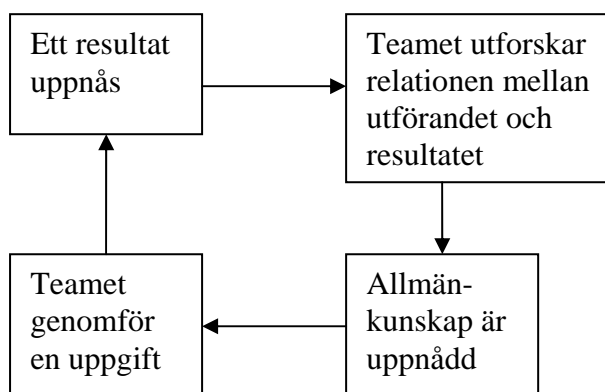 Ett resultat
uppnås
Teamet utforskar
relationen mellan
utförandet och
resultatet
Teamet
genomför
en uppgift
Allmän-
kunskap är
uppnådd